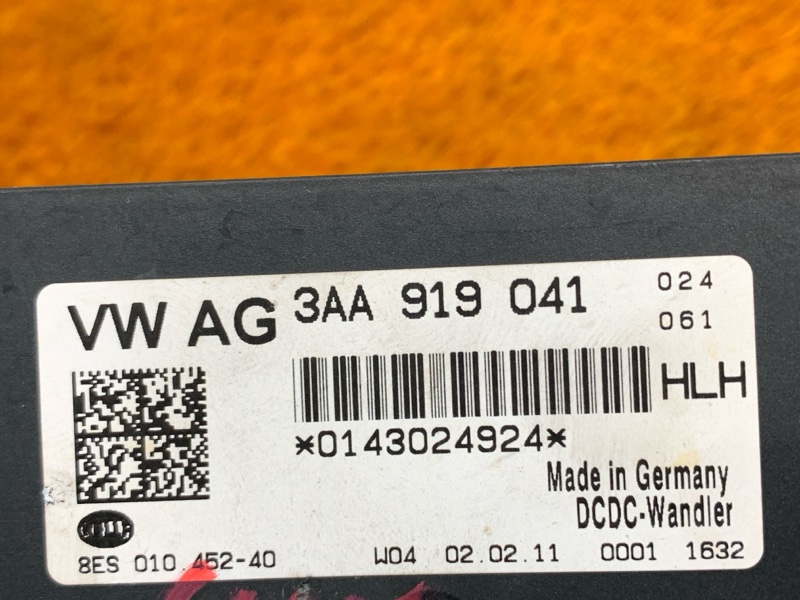 VW AG 3AA 919 041
024
061
HLH
*0143024924*
Made in Germany
DCDC-Wandler
8ES 010.452-40 W04 02.02.11 0001 1632